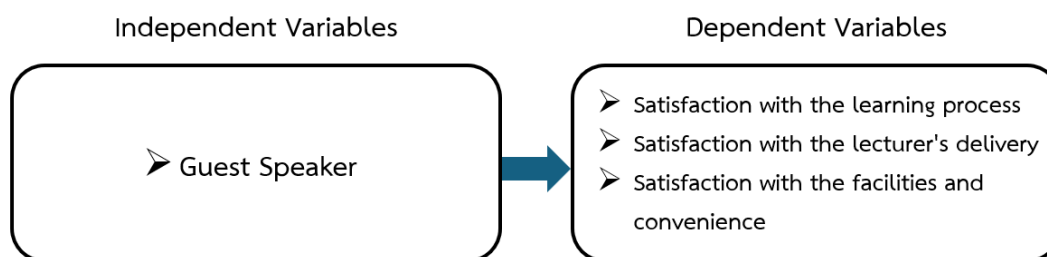 Independent Variables
Dependent Variables
Guest Speaker
Satisfaction with the learning process
Satisfaction with the lecturer's delivery
Satisfaction with the facilities and
convenience